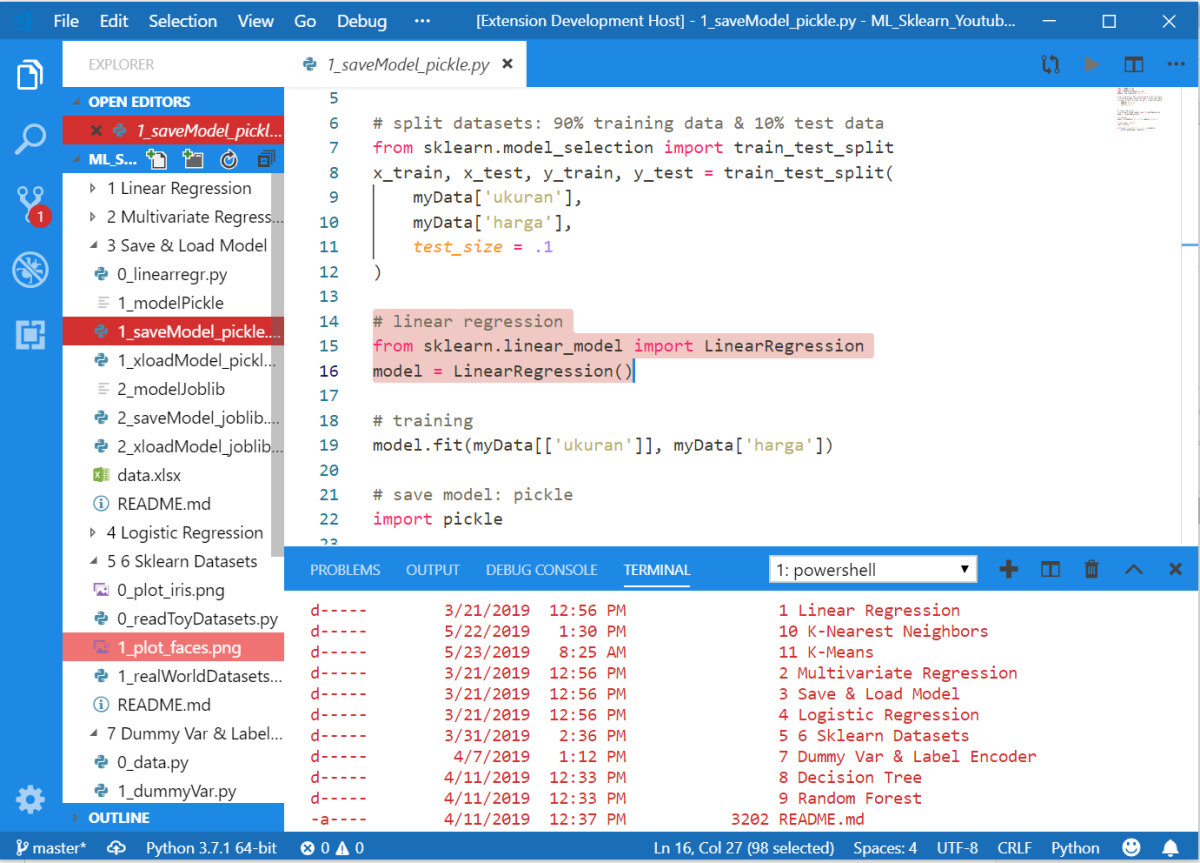 File Edit Selection View Go Debug ··· [Extension Development Host] - 1_saveModel_pickle.py - ML_Sklearn_Youtub...
EXPLORER
OPEN EDITORS
1_saveModel_pickl...
ML_S...
1 Linear Regression
2 Multivariate Regress...
3 Save & Load Model
0_linearregr.py
1_modelPickle
1_saveModel_pickle....
1_xloadModel_pickl...
2_modelJoblib
2_saveModel_joblib....
2_xloadModel_joblib...
data.xlsx
README.md
4 Logistic Regression
5 6 Sklearn Datasets
0_plot_iris.png
0_readToyDatasets.py
1_plot_faces.png
1_realWorldDatasets...
README.md
7 Dummy Var & Label...
0_data.py
1_dummyVar.py
OUTLINE
1_saveModel_pickle.py
5
6 # split datasets: 90% training data & 10% test data
7 from sklearn.model_selection import train_test_split
8 x_train, x_test, y_train, y_test = train_test_split(
9 myData['ukuran'],
10 myData['harga'],
11 test_size = .1
12 )
13
14 # linear regression
15 from sklearn.linear_model import LinearRegression
16 model = LinearRegression()
17
18 # training
19 model.fit(myData[['ukuran']], myData['harga'])
20
21 # save model: pickle
22 import pickle
23
PROBLEMS OUTPUT DEBUG CONSOLE TERMINAL 1: powershell
d----- 3/21/2019 12:56 PM 1 Linear Regression
d----- 5/22/2019 1:30 PM 10 K-Nearest Neighbors
d----- 5/23/2019 8:25 AM 11 K-Means
d----- 3/21/2019 12:56 PM 2 Multivariate Regression
d----- 3/21/2019 12:56 PM 3 Save & Load Model
d----- 3/21/2019 12:56 PM 4 Logistic Regression
d----- 3/31/2019 2:36 PM 5 6 Sklearn Datasets
d----- 4/7/2019 1:12 PM 7 Dummy Var & Label Encoder
d----- 4/11/2019 12:33 PM 8 Decision Tree
d----- 4/11/2019 12:33 PM 9 Random Forest
-a---- 4/11/2019 12:37 PM 3202 README.md
master* Python 3.7.1 64-bit 0 0 Ln 16, Col 27 (98 selected) Spaces: 4 UTF-8 CRLF Python
1